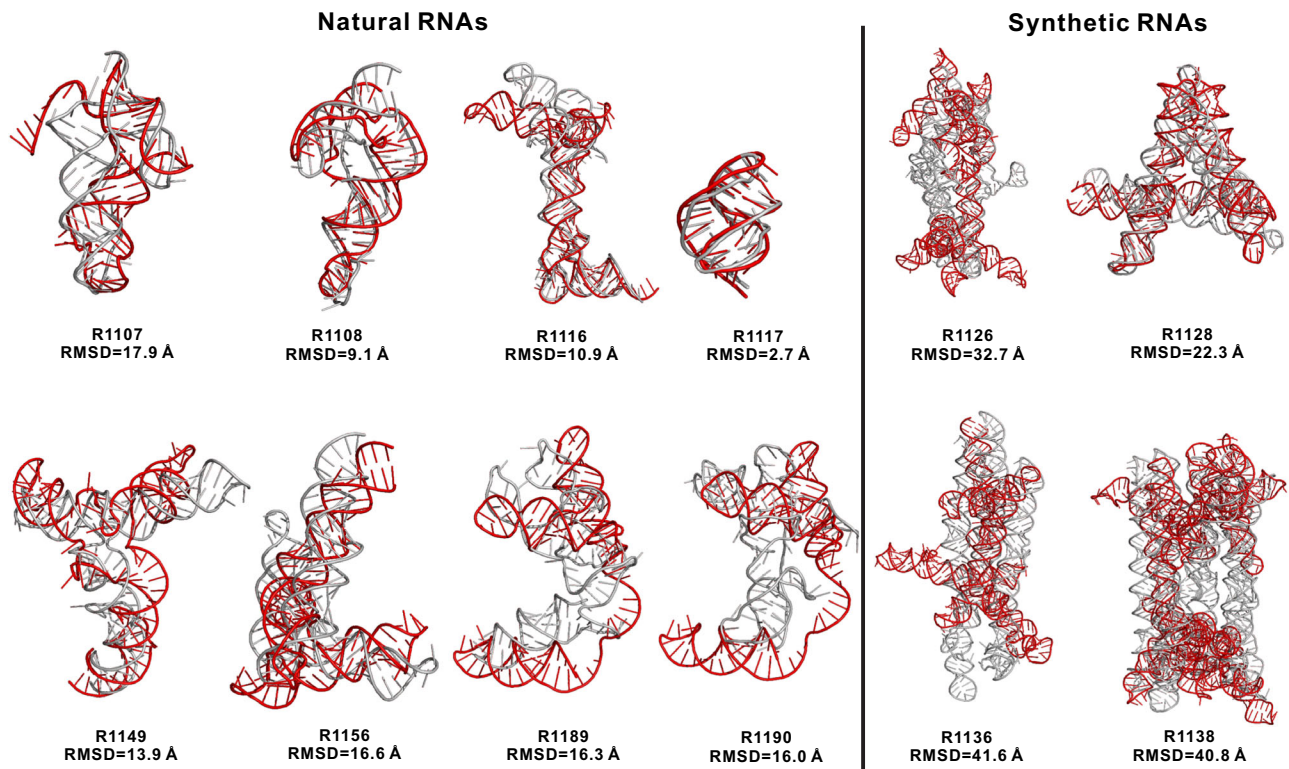 Natural RNAs
Synthetic RNAs
R1107
RMSD=17.9 Å
R1108
RMSD=9.1 Å
R1116
RMSD=10.9 Å
R1117
RMSD=2.7 Å
R1126
RMSD=32.7 Å
R1128
RMSD=22.3 Å
R1149
RMSD=13.9 Å
R1156
RMSD=16.6 Å
R1189
RMSD=16.3 Å
R1190
RMSD=16.0 Å
R1136
RMSD=41.6 Å
R1138
RMSD=40.8 Å